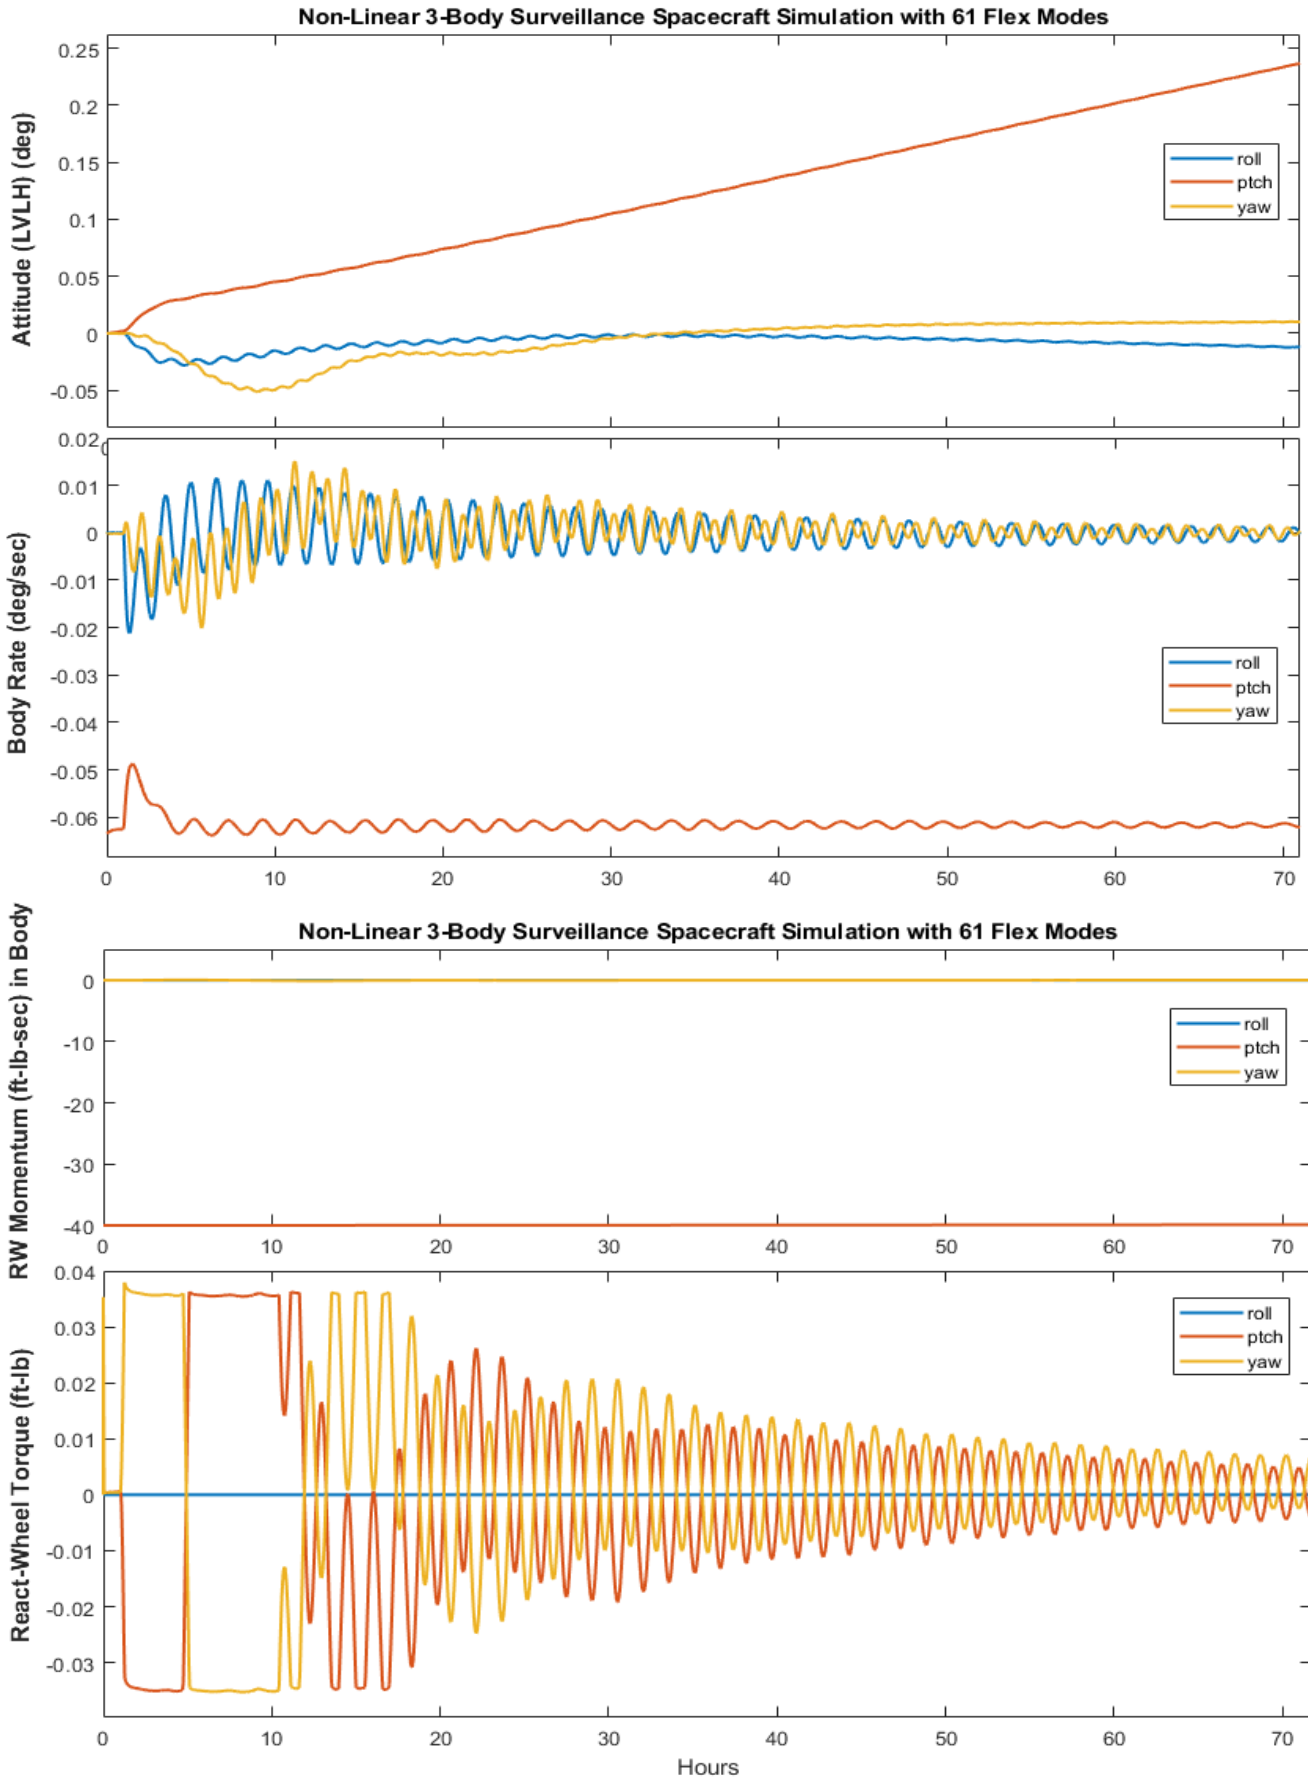 Non-Linear 3-Body Surveillance Spacecraft Simulation with 61 Flex Modes
Attitude (LVLH) (deg)
0.25
0.2
0.15
0.1
0.05
0
-0.05
roll
ptch
yaw
Body Rate (deg/sec)
0.02
0.01
0
-0.01
-0.02
-0.03
-0.04
-0.05
-0.06
roll
ptch
yaw
0 10 20 30 40 50 60 70
Non-Linear 3-Body Surveillance Spacecraft Simulation with 61 Flex Modes
RW Momentum (ft-lb-sec) in Body
0
-10
-20
-30
-40
roll
ptch
yaw
0 10 20 30 40 50 60 70
React-Wheel Torque (ft-lb)
0.04
0.03
0.02
0.01
0
-0.01
-0.02
-0.03
roll
ptch
yaw
0 10 20 30 40 50 60 70
Hours